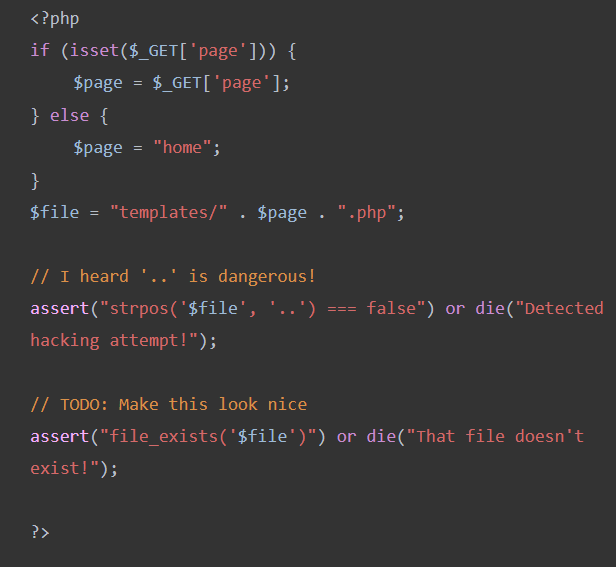 <?php
if (isset($_GET['page'])) {
    $page = $_GET['page'];
} else {
    $page = "home";
}
$file = "templates/" . $page . ".php";
// I heard '..' is dangerous!
assert("strpos('$file', '..') === false") or die("Detected
hacking attempt!");
// TODO: Make this look nice
assert("file_exists('$file')") or die("That file doesn't
exist!");
?>